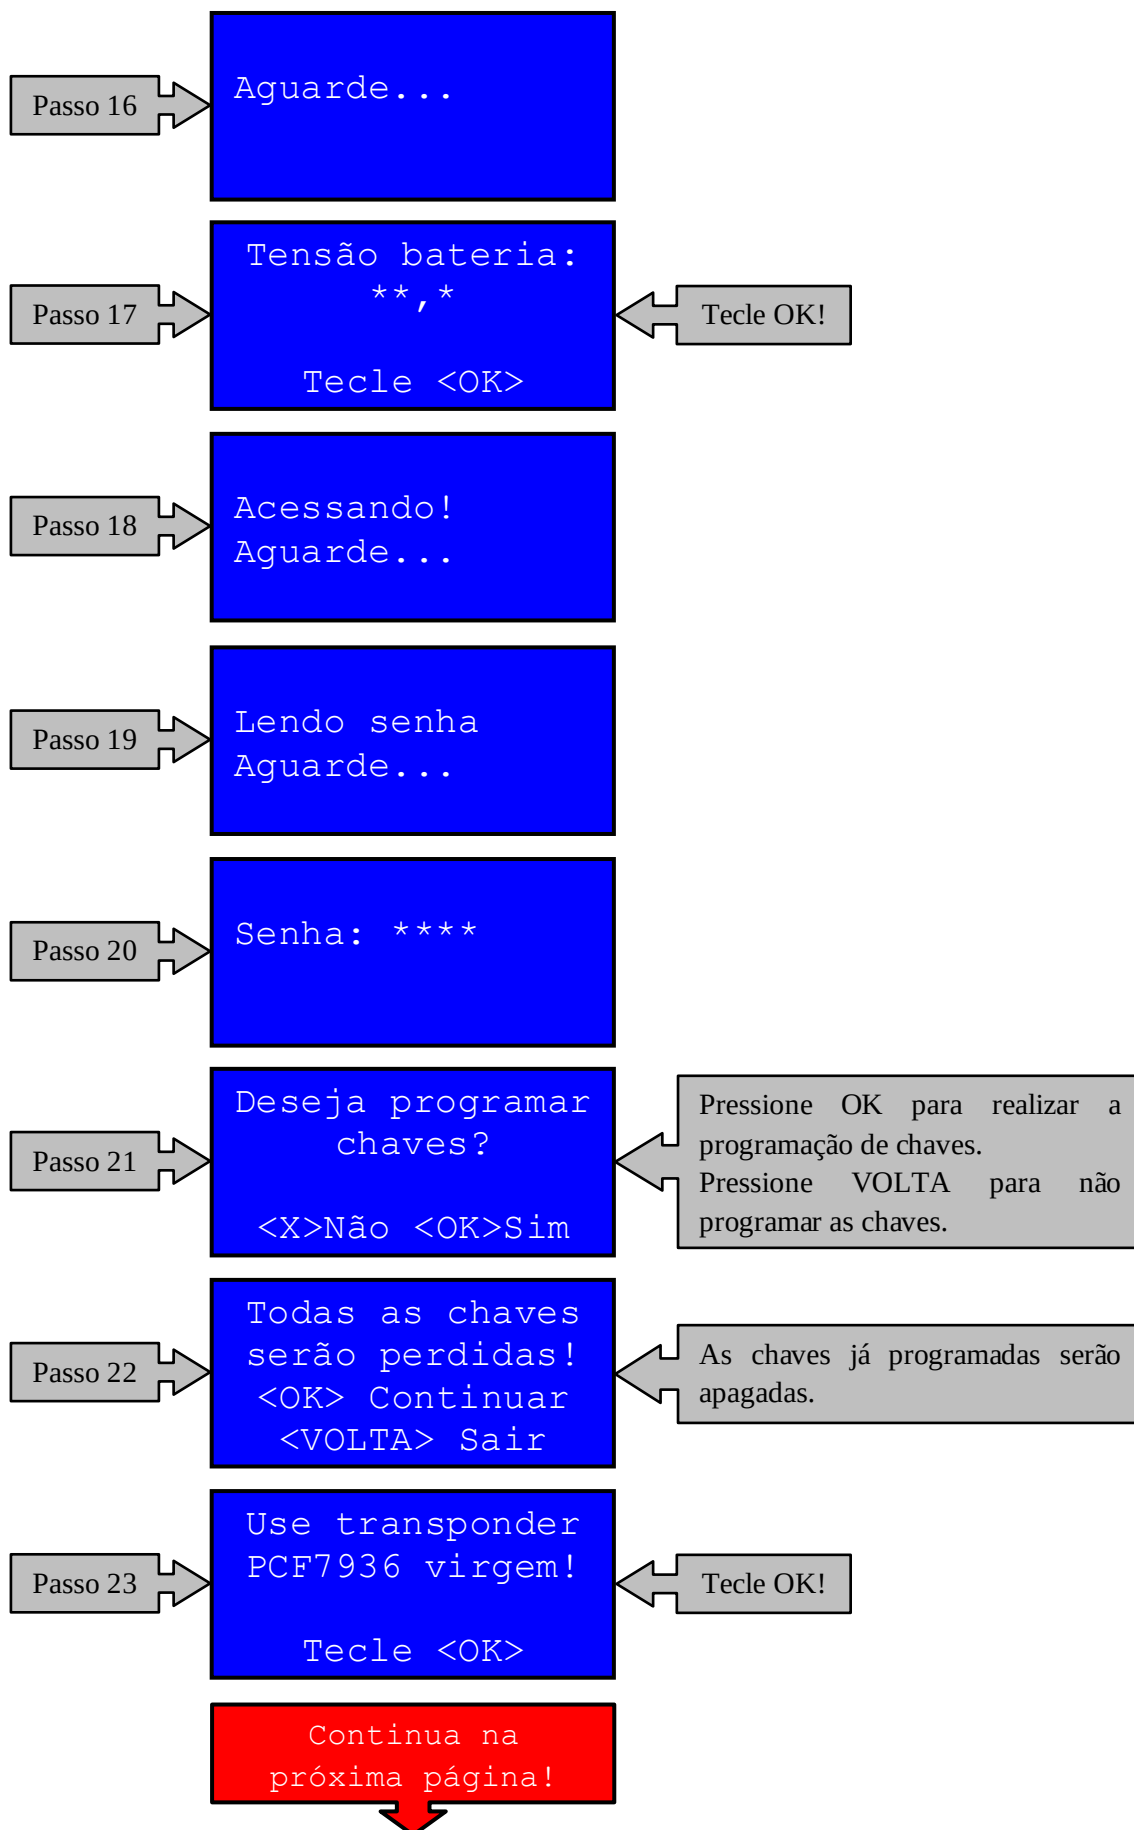 Passo 16
Aguarde...
Passo 17
Tensão bateria:
**,*
Tecle <OK>
Tecle OK!
Passo 18
Acessando!
Aguarde...
Passo 19
Lendo senha
Aguarde...
Passo 20
Senha: ****
Passo 21
Deseja programar
chaves?
<X>Não <OK>Sim
Pressione OK para realizar a
programação de chaves.
Pressione VOLTA para não
programar as chaves.
Passo 22
Todas as chaves
serão perdidas!
<OK> Continuar
<VOLTA> Sair
As chaves já programadas serão
apagadas.
Passo 23
Use transponder
PCF7936 virgem!
Tecle <OK>
Tecle OK!
Continua na
próxima página!